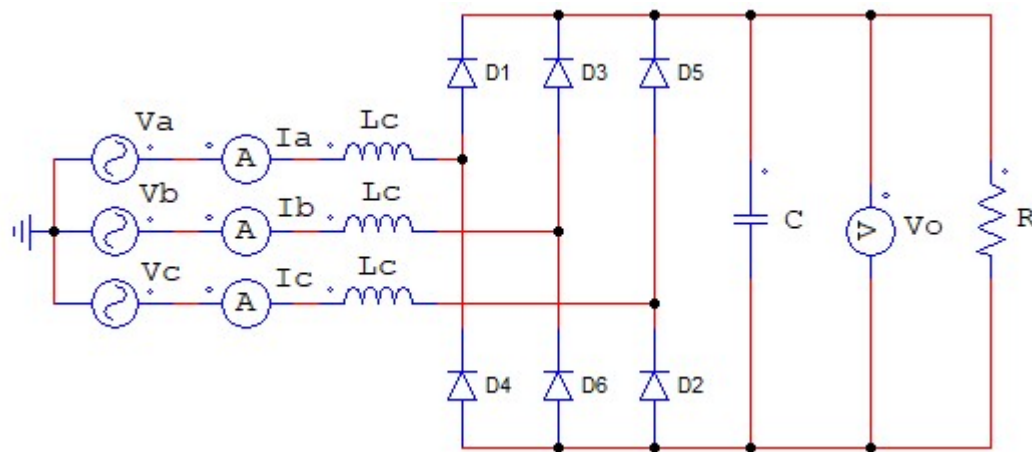 D1 D3 D5
Va Ia Lc
A
Vb Ib Lc
A
C V Vo R
Vc Ic Lc
A
D4 D6 D2